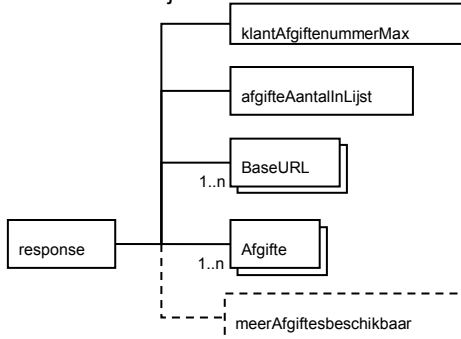 klantAfgiftenummerMax
afgifteAantalInLijst
BaseURL
1..n
response
Afgifte
1..n
meerAfgiftesbeschikbaar